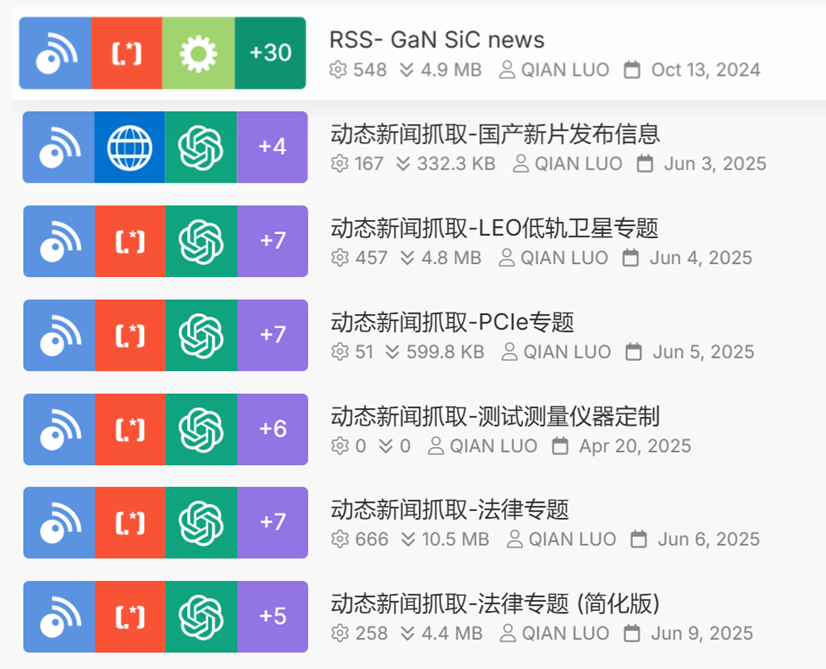 [.*] +30 RSS- GaN SiC news
548 4.9 MB QIAN LUO Oct 13, 2024
+4 动态新闻抓取-国产新片发布信息
167 332.3 KB QIAN LUO Jun 3, 2025
[.*] +7 动态新闻抓取-LEO低轨卫星专题
457 4.8 MB QIAN LUO Jun 4, 2025
[.*] +7 动态新闻抓取-PCIe专题
51 599.8 KB QIAN LUO Jun 5, 2025
[.*] +6 动态新闻抓取-测试测量仪器定制
0 0 QIAN LUO Apr 20, 2025
[.*] +7 动态新闻抓取-法律专题
666 10.5 MB QIAN LUO Jun 6, 2025
[.*] +5 动态新闻抓取-法律专题 (简化版)
258 4.4 MB QIAN LUO Jun 9, 2025